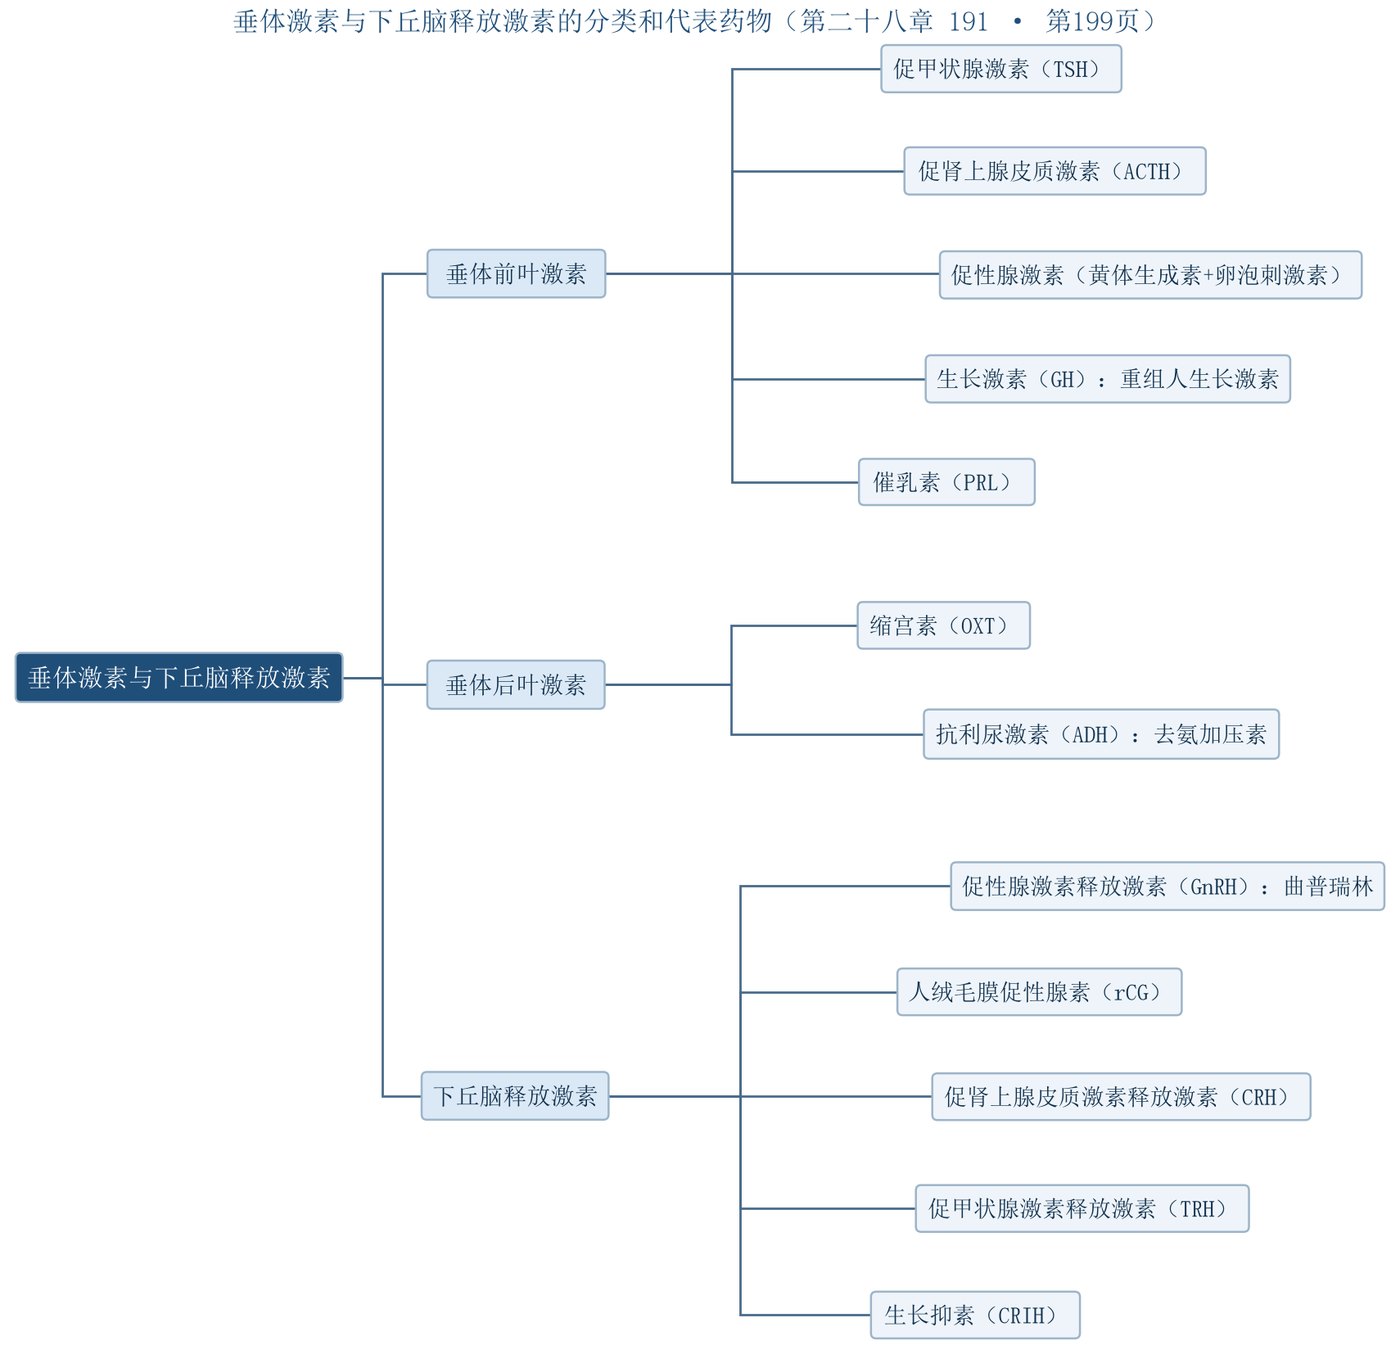 垂体激素与下丘脑释放激素的分类和代表药物（第二十八章 191 • 第199页）
垂体激素与下丘脑释放激素
垂体前叶激素
促甲状腺激素（TSH）
促肾上腺皮质激素（ACTH）
促性腺激素（黄体生成素+卵泡刺激素）
生长激素（GH）：重组人生长激素
催乳素（PRL）
垂体后叶激素
缩宫素（OXT）
抗利尿激素（ADH）：去氨加压素
下丘脑释放激素
促性腺激素释放激素（GnRH）：曲普瑞林
人绒毛膜促性腺素（rCG）
促肾上腺皮质激素释放激素（CRH）
促甲状腺激素释放激素（TRH）
生长抑素（CRIH）